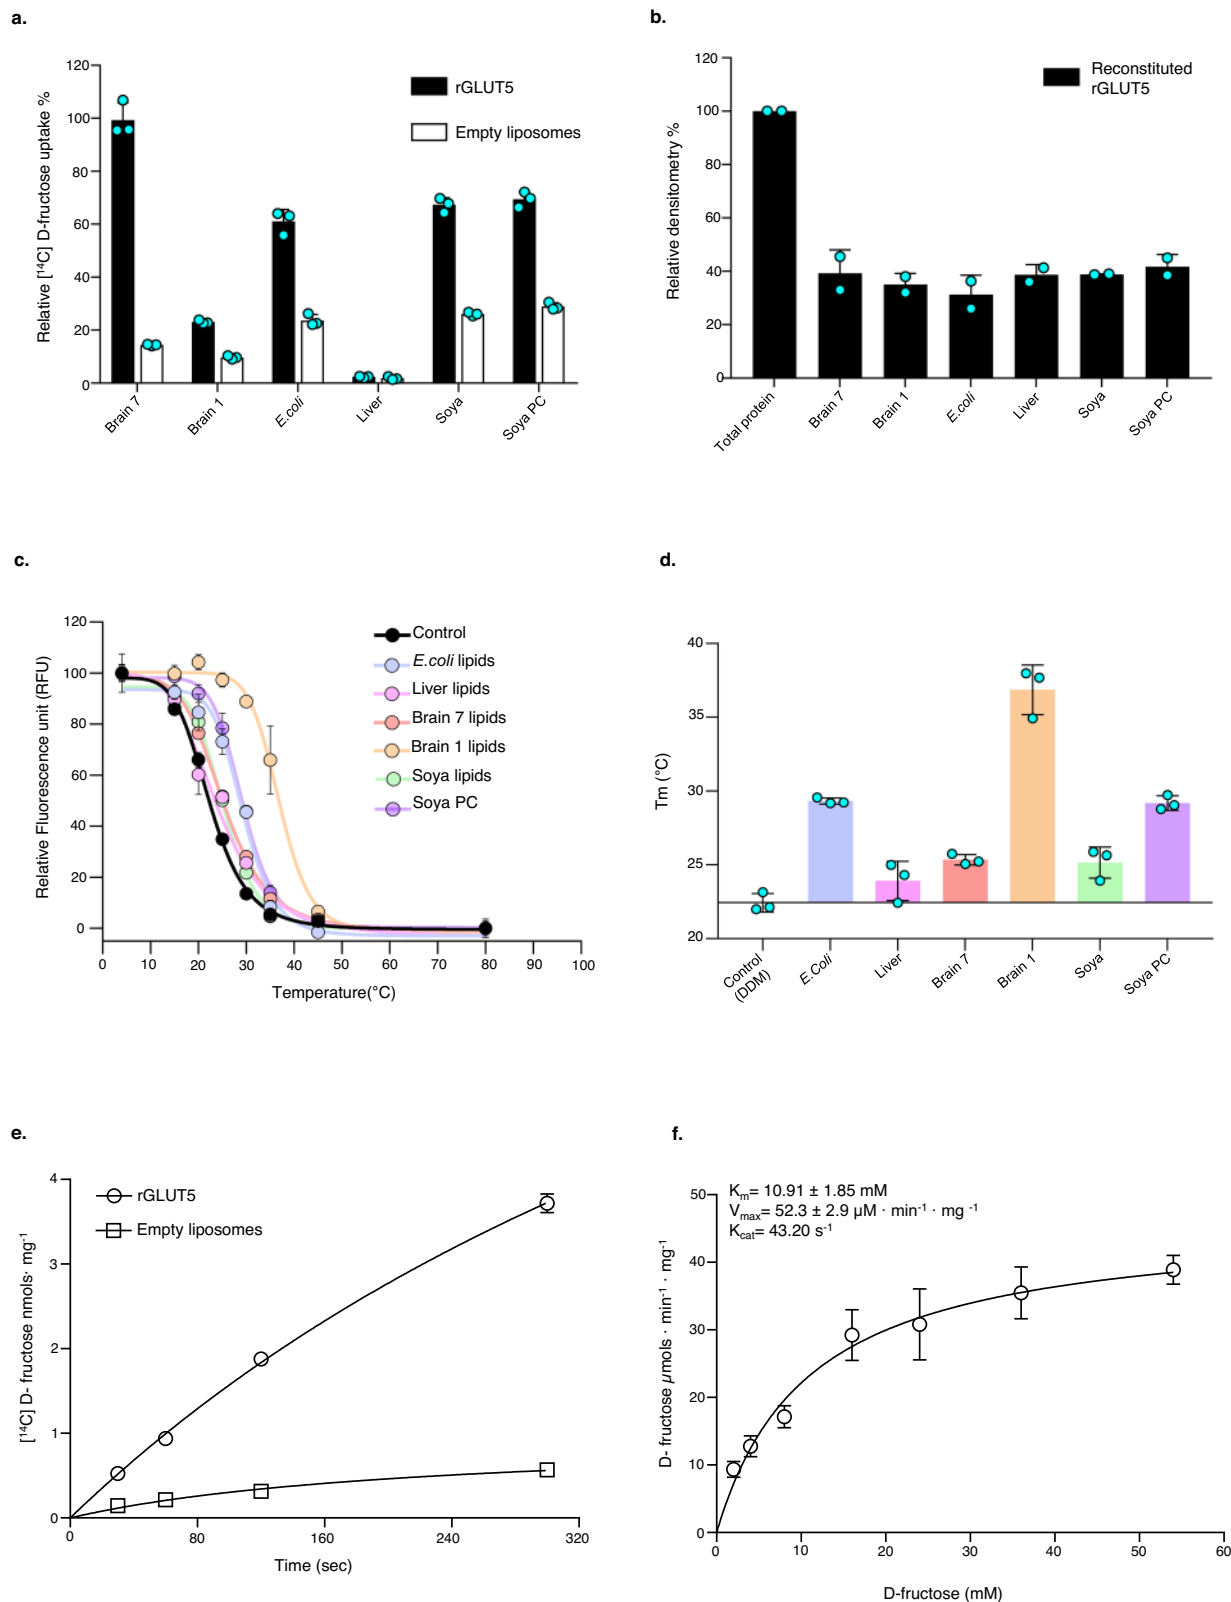 a.
120
100
80
60
40
20
0
Relative [¹⁴C] D-fructose uptake %
rGLUT5
Empty liposomes
Brain 7
Brain 1
E.coli
Liver
Soya
Soya PC
b.
120
100
80
60
40
20
0
Relative densitometry %
Reconstituted
rGLUT5
Total protein
Brain 7
Brain 1
E.coli
Liver
Soya
Soya PC
c.
120
100
80
60
40
20
0
Relative Fluorescence unit (RFU)
Control
E.coli lipids
Liver lipids
Brain 7 lipids
Brain 1 lipids
Soya lipids
Soya PC
0 10 20 30 40 50 60 70 80 90 100
Temperature(°C)
d.
40
35
30
25
20
Tm (°C)
Control
(DDM)
E.Coli
Liver
Brain 7
Brain 1
Soya
Soya PC
e.
4
3
2
1
0
[¹⁴C] D- fructose nmols· mg⁻¹
rGLUT5
Empty liposomes
0 80 160 240 320
Time (sec)
f.
Kₘ= 10.91 ± 1.85 mM
Vmax= 52.3 ± 2.9 µM · min⁻¹ · mg ⁻¹
Kcat= 43.20 s⁻¹
50
40
30
20
10
0
D- fructose µmols · min⁻¹ · mg⁻¹
0 10 20 30 40 50 60
D-fructose (mM)